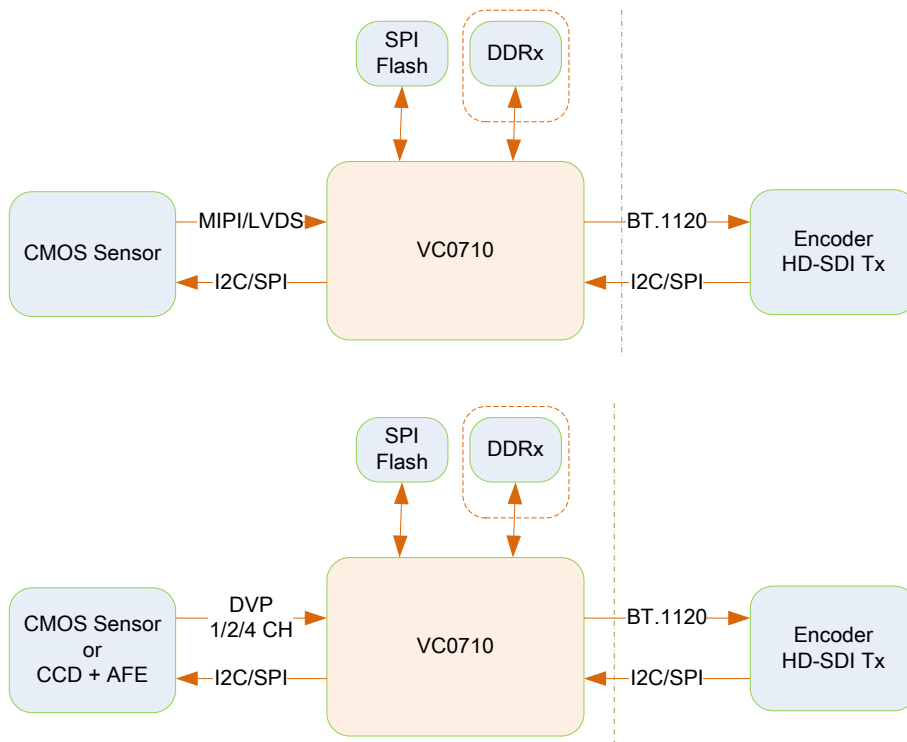 SPI
Flash
DDRx
CMOS Sensor
MIPI/LVDS
I2C/SPI
VC0710
BT.1120
I2C/SPI
Encoder
HD-SDI Tx
SPI
Flash
DDRx
CMOS Sensor
or
CCD + AFE
DVP
1/2/4 CH
I2C/SPI
VC0710
BT.1120
I2C/SPI
Encoder
HD-SDI Tx